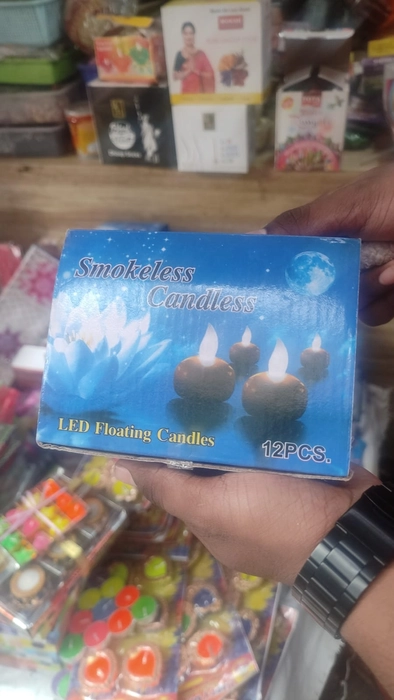 Smokeless
Candless
LED Floating Candles
12PCS.